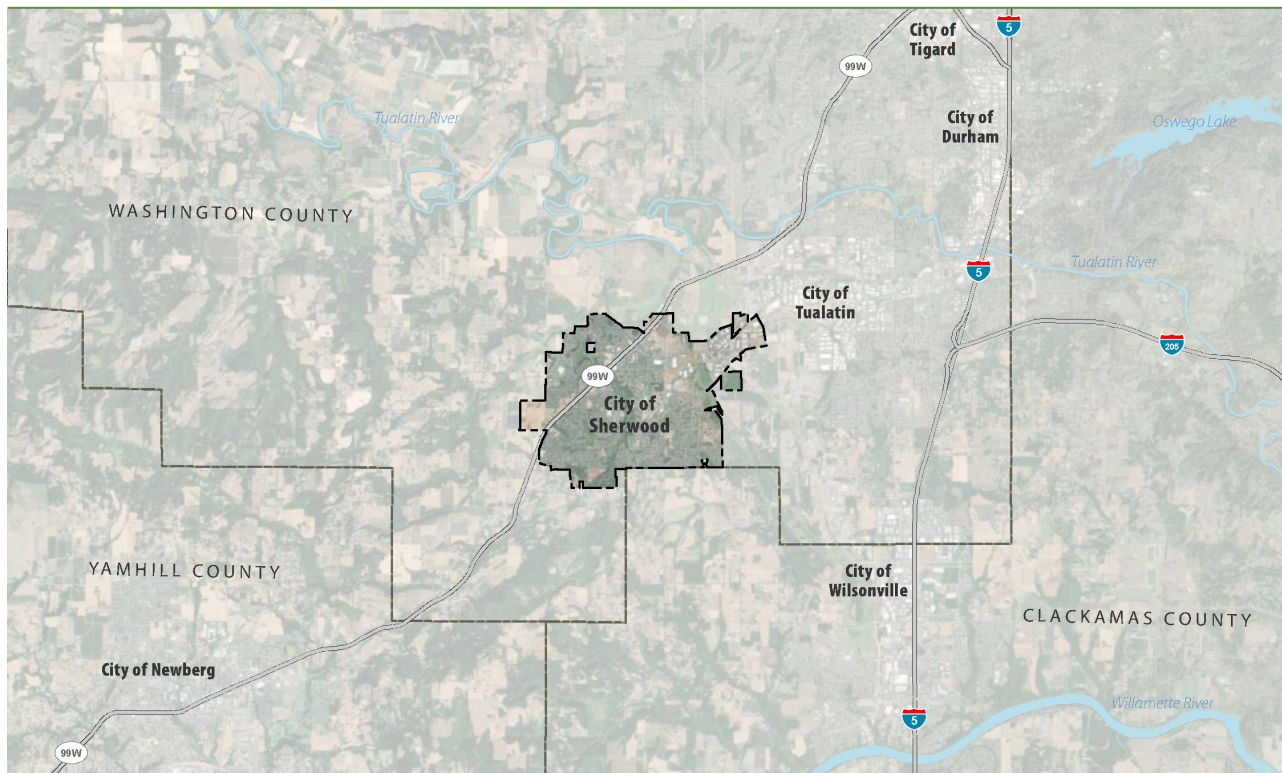 City of
Tigard
5
99W
City of
Durham
Tualatin River
Oswego Lake
WASHINGTON COUNTY
Tualatin River
5
City of
Tualatin
205
99W
City of
Sherwood
YAMHILL COUNTY
City of
Wilsonville
CLACKAMAS COUNTY
City of Newberg
Willamette River
5
99W